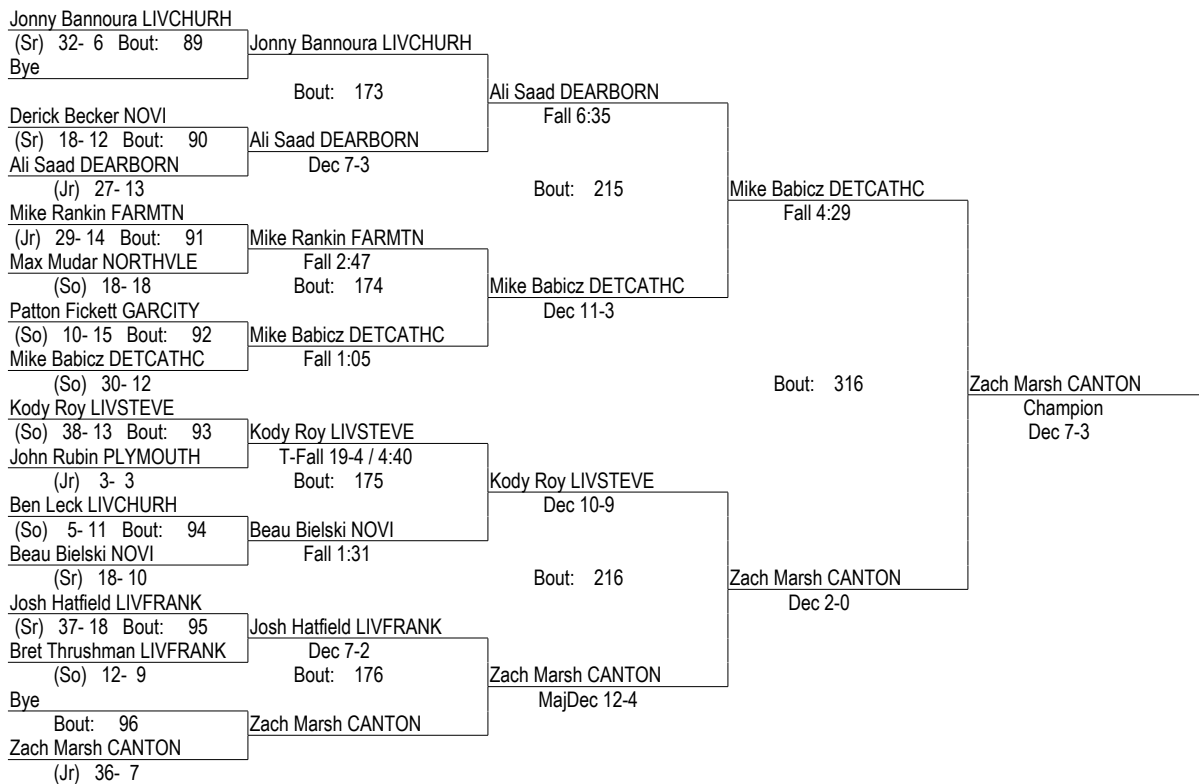 Jonny Bannoura LIVCHURH
(Sr) 32- 6 Bout: 89
Jonny Bannoura LIVCHURH
Bye
Bout: 173
Ali Saad DEARBORN
Derick Becker NOVI
Fall 6:35
(Sr) 18- 12 Bout: 90
Ali Saad DEARBORN
Ali Saad DEARBORN
Dec 7-3
(Jr) 27- 13
Bout: 215
Mike Babicz DETCATHC
Mike Rankin FARMTN
Fall 4:29
(Jr) 29- 14 Bout: 91
Mike Rankin FARMTN
Max Mudar NORTHVLE
Fall 2:47
(So) 18- 18
Bout: 174
Mike Babicz DETCATHC
Patton Fickett GARCITY
Dec 11-3
(So) 10- 15 Bout: 92
Mike Babicz DETCATHC
Mike Babicz DETCATHC
Fall 1:05
(So) 30- 12
Bout: 316
Zach Marsh CANTON
Kody Roy LIVSTEVE
Champion
(So) 38- 13 Bout: 93
Kody Roy LIVSTEVE
Dec 7-3
John Rubin PLYMOUTH
T-Fall 19-4 / 4:40
(Jr) 3- 3
Bout: 175
Kody Roy LIVSTEVE
Ben Leck LIVCHURH
Dec 10-9
(So) 5- 11 Bout: 94
Beau Bielski NOVI
Beau Bielski NOVI
Fall 1:31
(Sr) 18- 10
Bout: 216
Zach Marsh CANTON
Josh Hatfield LIVFRANK
Dec 2-0
(Sr) 37- 18 Bout: 95
Josh Hatfield LIVFRANK
Bret Thrushman LIVFRANK
Dec 7-2
(So) 12- 9
Bout: 176
Zach Marsh CANTON
Bye
MajDec 12-4
Bout: 96
Zach Marsh CANTON
Zach Marsh CANTON
(Jr) 36- 7